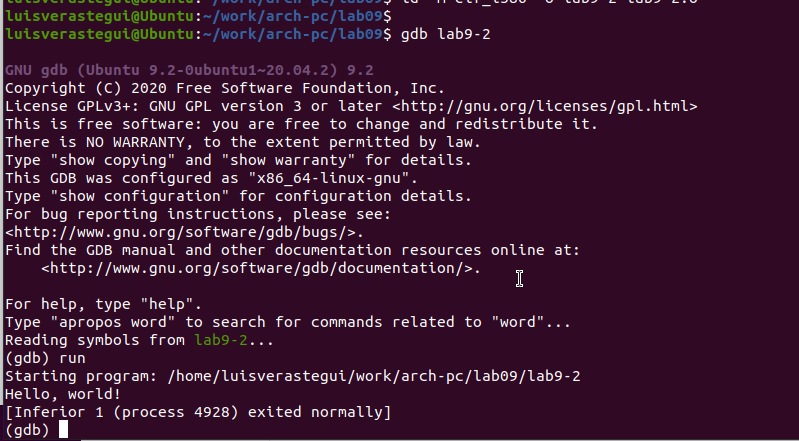 luisverastegui@Ubuntu:~/work/arch-pc/lab09$
luisverastegui@Ubuntu:~/work/arch-pc/lab09$ gdb lab9-2
GNU gdb (Ubuntu 9.2-0ubuntu1~20.04.2) 9.2
Copyright (C) 2020 Free Software Foundation, Inc.
License GPLv3+: GNU GPL version 3 or later <http://gnu.org/licenses/gpl.html>
This is free software: you are free to change and redistribute it.
There is NO WARRANTY, to the extent permitted by law.
Type "show copying" and "show warranty" for details.
This GDB was configured as "x86_64-linux-gnu".
Type "show configuration" for configuration details.
For bug reporting instructions, please see:
<http://www.gnu.org/software/gdb/bugs/>.
Find the GDB manual and other documentation resources online at:
    <http://www.gnu.org/software/gdb/documentation/>.
For help, type "help".
Type "apropos word" to search for commands related to "word"...
Reading symbols from lab9-2...
(gdb) run
Starting program: /home/luisverastegui/work/arch-pc/lab09/lab9-2
Hello, world!
[Inferior 1 (process 4928) exited normally]
(gdb)